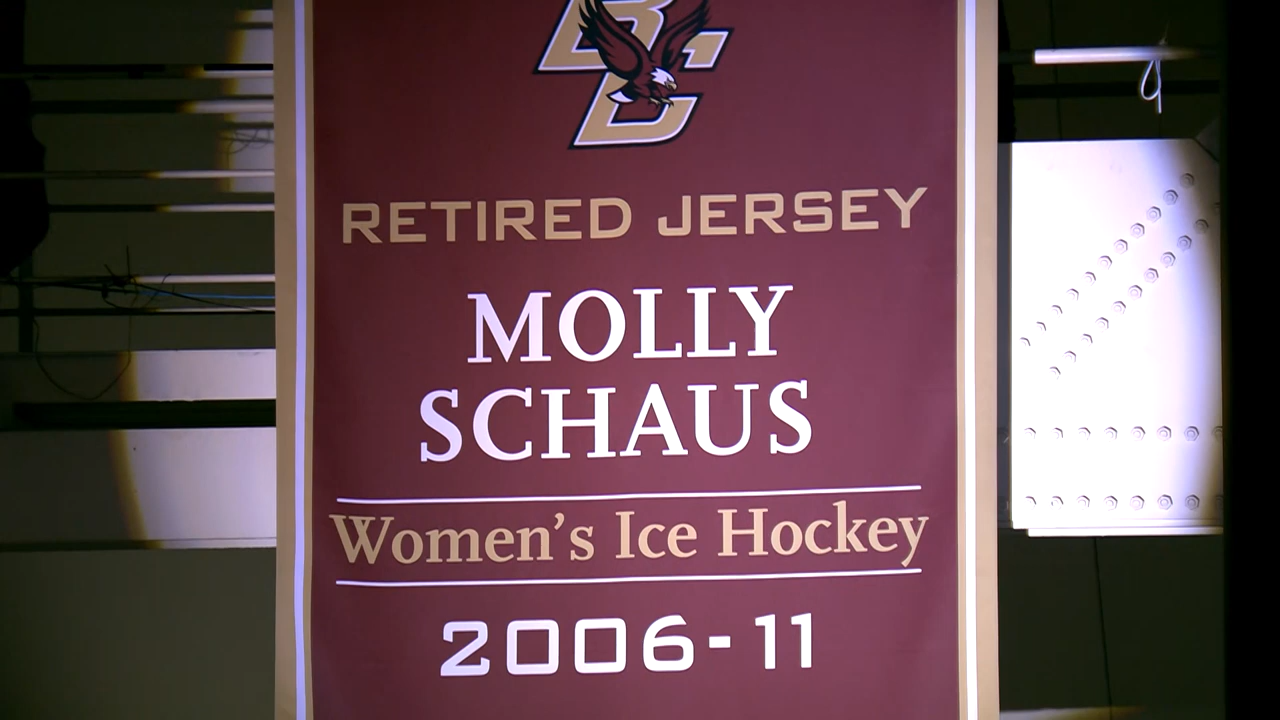 BC
RETIRED JERSEY
MOLLY
SCHAUS
Women's Ice Hockey
2006-11